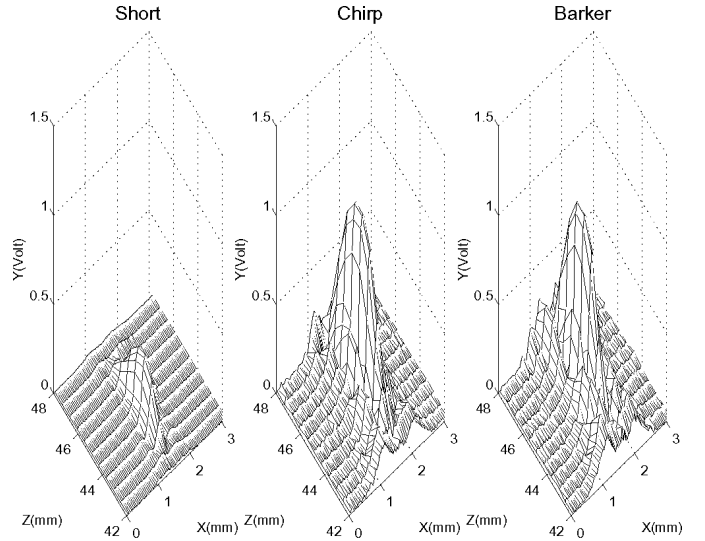 Short Chirp Barker
1.5 1.5 1.5
1 1 1
Y(Volt) Y(Volt) Y(Volt)
0.5 0.5 0.5
0 0 0
48 48 48
46 3 46 3 46 3
44 2 44 2 44 2
1 1 1
Z(mm) 42 0 X(mm) Z(mm) 42 0 X(mm) Z(mm) 42 0 X(mm)